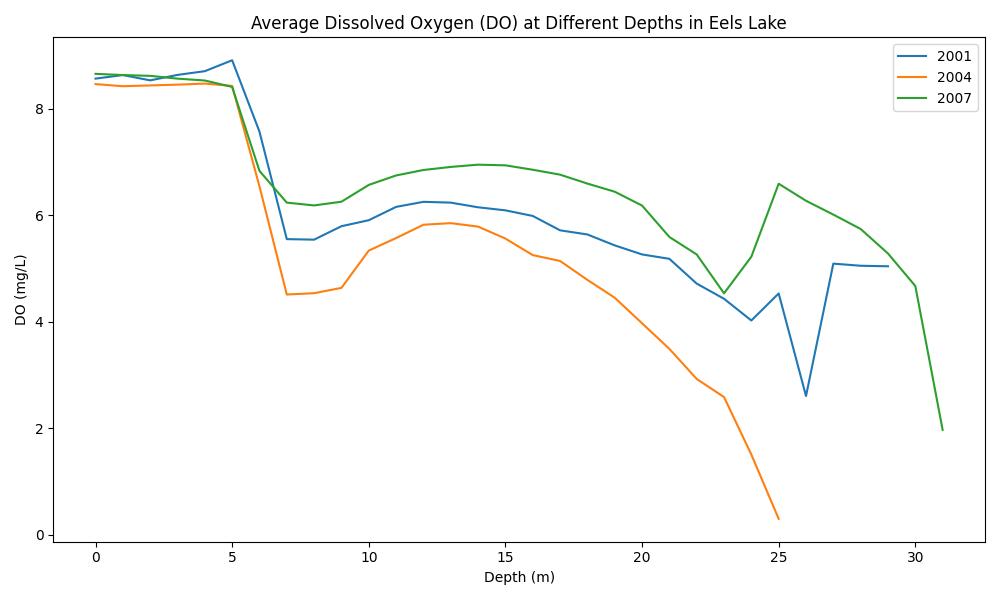 Average Dissolved Oxygen (DO) at Different Depths in Eels Lake
2001
2004
2007
DO (mg/L)
8
6
4
2
0
0 5 10 15 20 25 30
Depth (m)